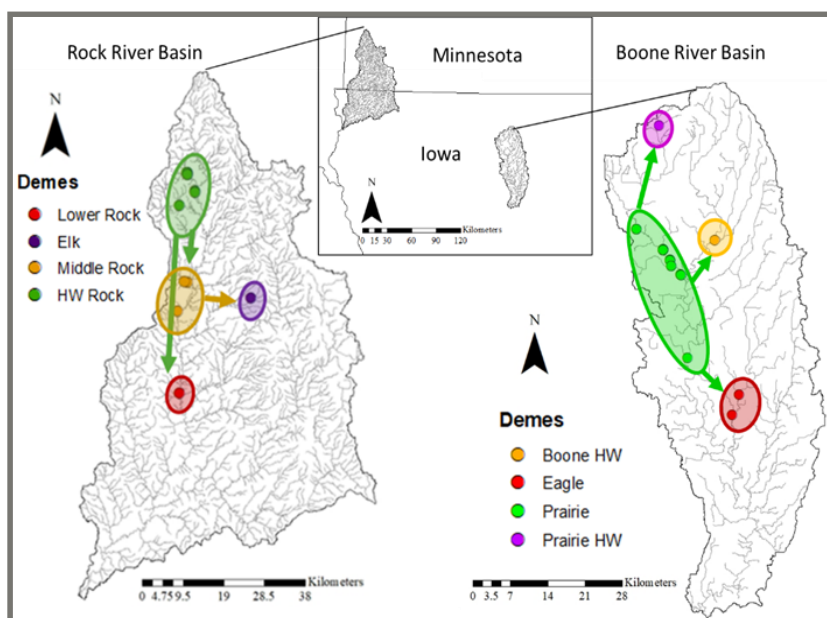 Rock River Basin
Minnesota
Boone River Basin
Iowa
N
Kilometers
0 15 30 60 90 120
N
Demes
Lower Rock
Elk
Middle Rock
HW Rock
N
Demes
Boone HW
Eagle
Prairie
Prairie HW
Kilometers
0 4.75 9.5 19 28.5 38
Kilometers
0 3.5 7 14 21 28